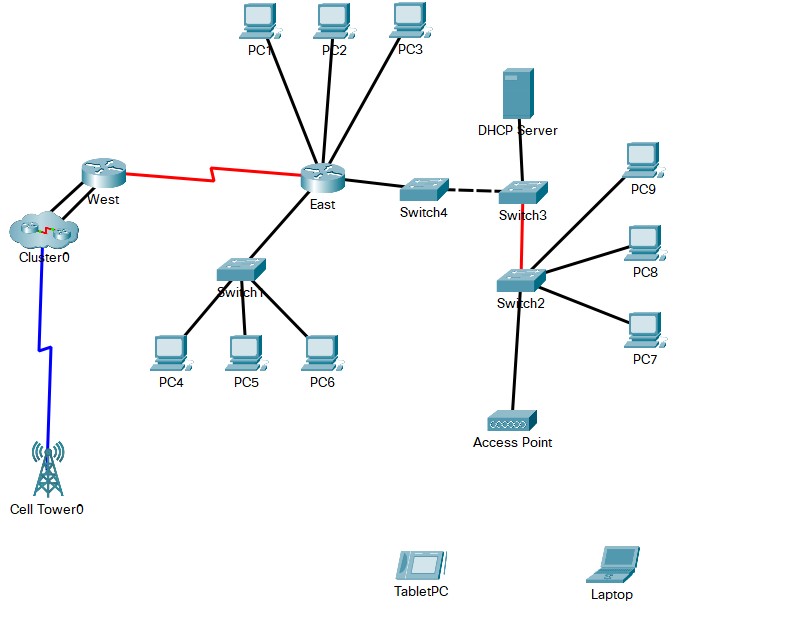 PC1
PC2
PC3
DHCP Server
PC9
West
East
Switch4
Switch3
Cluster0
PC8
Switch1
Switch2
PC7
PC4
PC5
PC6
Access Point
Cell Tower0
TabletPC
Laptop